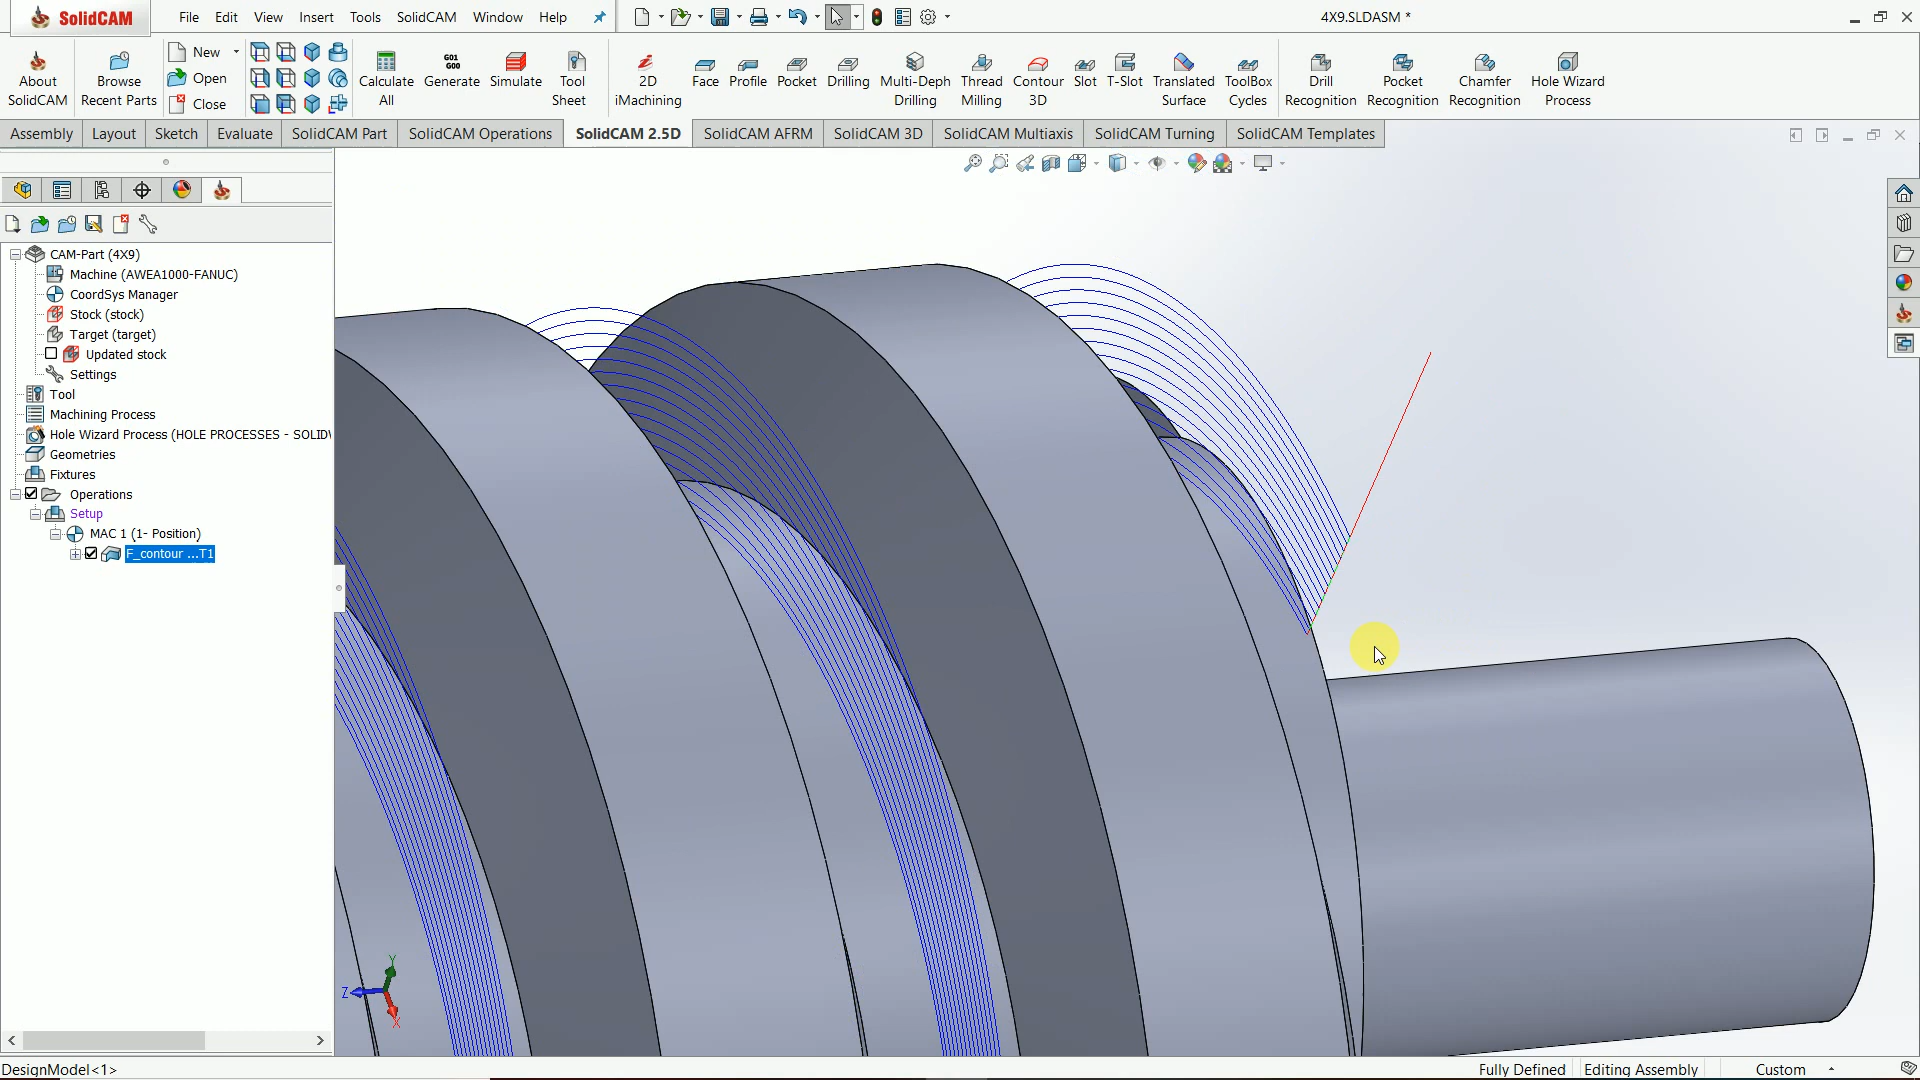 SolidCAM
File Edit View Insert Tools SolidCAM Window Help
4X9.SLDASM *
About SolidCAM
Browse Recent Parts
New
Open
Close
Calculate All
G01 G00
Generate
Simulate
Tool Sheet
2D iMachining
Face
Profile
Pocket
Drilling
Multi-Deph Drilling
Thread Milling
Contour 3D
Slot
T-Slot
Translated Surface
ToolBox Cycles
Drill Recognition
Pocket Recognition
Chamfer Recognition
Hole Wizard Process
Assembly Layout Sketch Evaluate SolidCAM Part SolidCAM Operations SolidCAM 2.5D SolidCAM AFRM SolidCAM 3D SolidCAM Multiaxis SolidCAM Turning SolidCAM Templates
CAM-Part (4X9)
Machine (AWEA1000-FANUC)
CoordSys Manager
Stock (stock)
Target (target)
Updated stock
Settings
Tool
Machining Process
Hole Wizard Process (HOLE PROCESSES - SOLIDW
Geometries
Fixtures
Operations
Setup
MAC 1 (1- Position)
F_contour ...T1
Y
Z
X
DesignModel<1>
Fully Defined
Editing Assembly
Custom